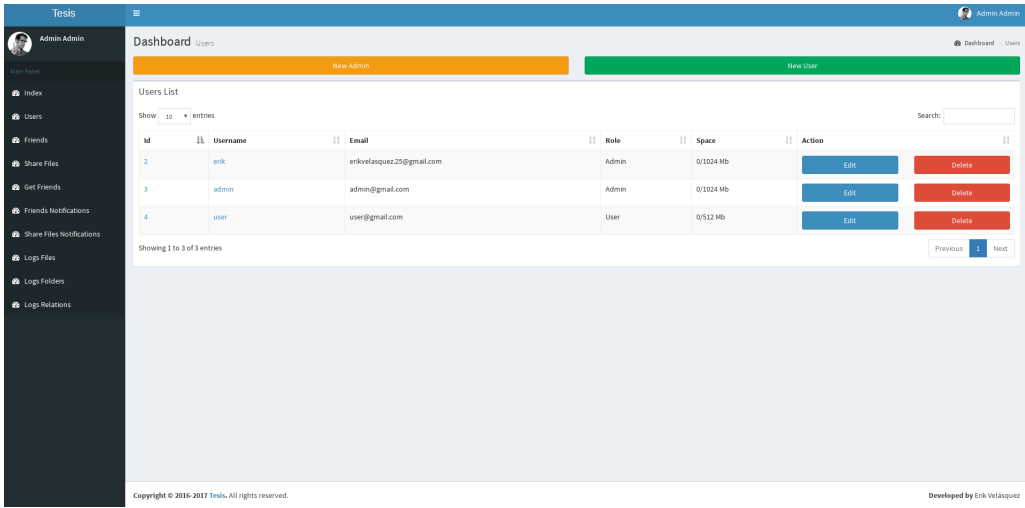 Tesis
Admin Admin
Admin Admin
Main Panel
Index
Users
Friends
Share Files
Get Friends
Friends Notifications
Share Files Notifications
Logs Files
Logs Folders
Logs Relations
Dashboard Users
Dashboard > Users
New Admin
New User
Users List
Show 10 entries
Search:
Id Username Email Role Space Action
2 erik erikvelasquez.25@gmail.com Admin 0/1024 Mb Edit Delete
3 admin admin@gmail.com Admin 0/1024 Mb Edit Delete
4 user user@gmail.com User 0/512 Mb Edit Delete
Showing 1 to 3 of 3 entries
Previous 1 Next
Copyright © 2016-2017 Tesis. All rights reserved.
Developed by Erik Velásquez